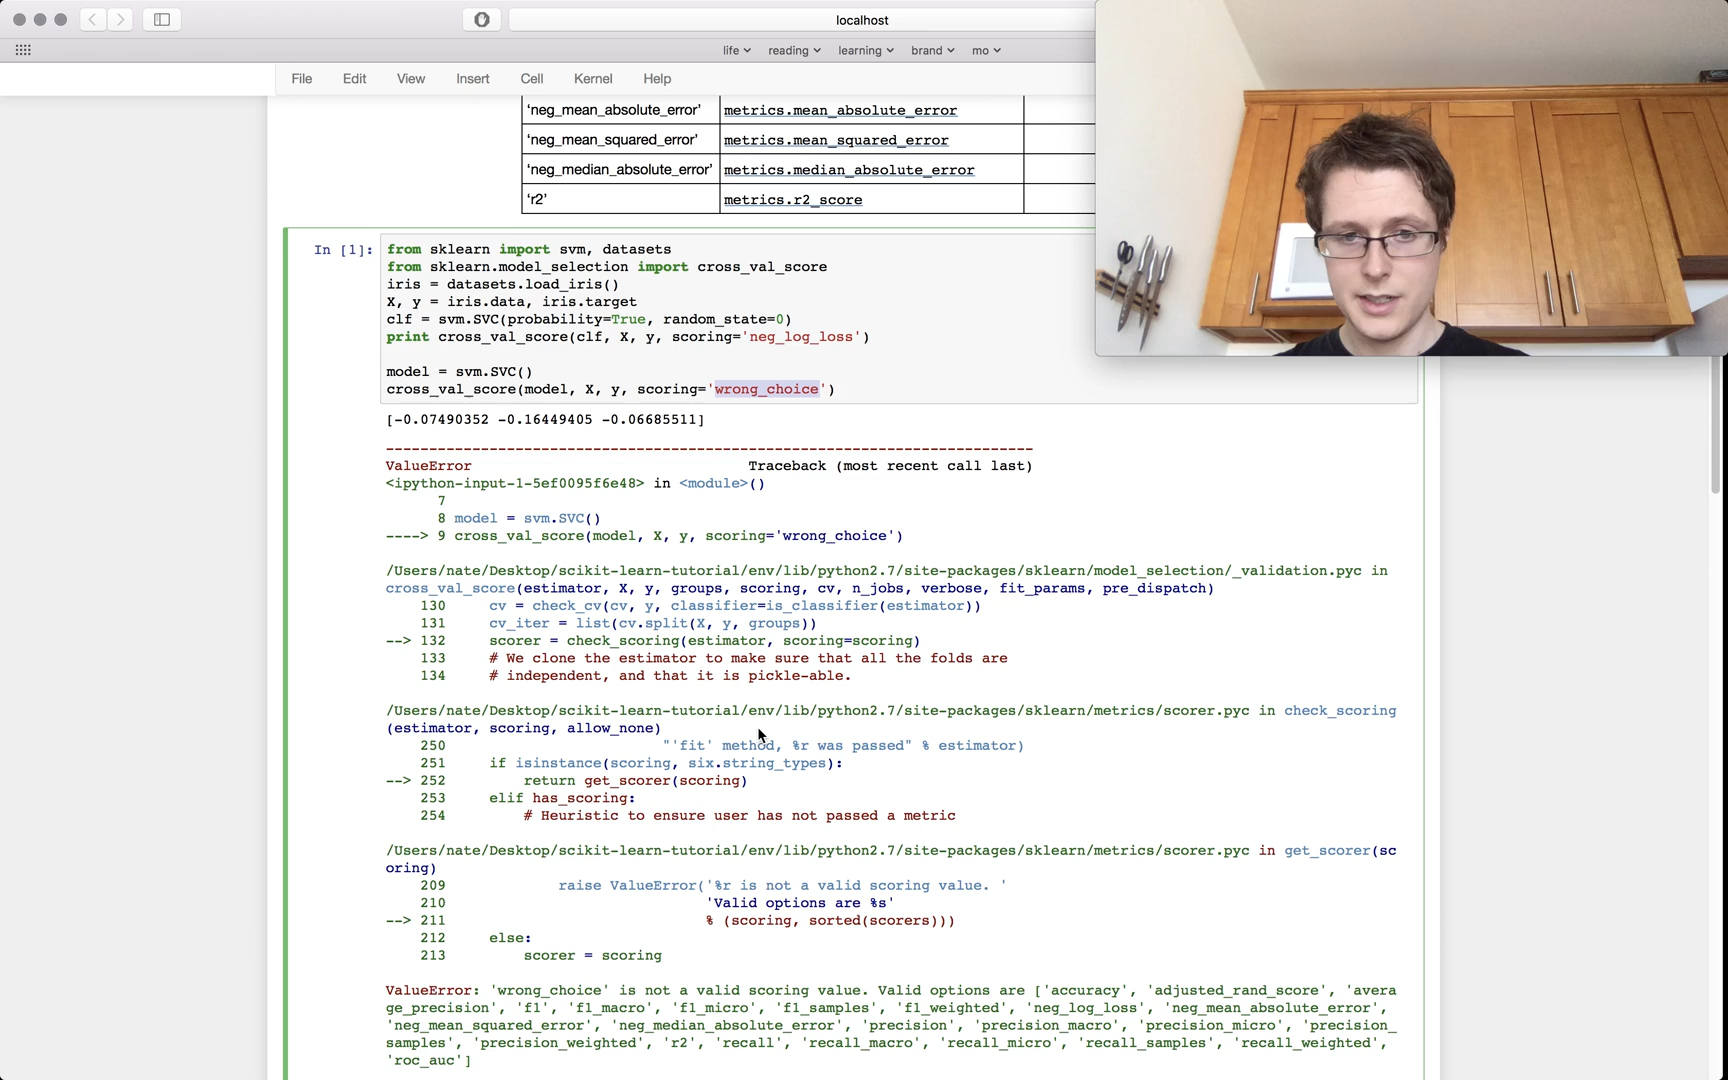 localhost
life reading learning brand mo
File Edit View Insert Cell Kernel Help
‘neg_mean_absolute_error’ metrics.mean_absolute_error
‘neg_mean_squared_error’ metrics.mean_squared_error
‘neg_median_absolute_error’ metrics.median_absolute_error
‘r2’ metrics.r2_score
In [1]: from sklearn import svm, datasets
from sklearn.model_selection import cross_val_score
iris = datasets.load_iris()
X, y = iris.data, iris.target
clf = svm.SVC(probability=True, random_state=0)
print cross_val_score(clf, X, y, scoring='neg_log_loss')
model = svm.SVC()
cross_val_score(model, X, y, scoring='wrong_choice')
[-0.07490352 -0.16449405 -0.06685511]
---------------------------------------------------------------------------
ValueError Traceback (most recent call last)
<ipython-input-1-5ef0095f6e48> in <module>()
7
8 model = svm.SVC()
----> 9 cross_val_score(model, X, y, scoring='wrong_choice')
/Users/nate/Desktop/scikit-learn-tutorial/env/lib/python2.7/site-packages/sklearn/model_selection/_validation.pyc in
cross_val_score(estimator, X, y, groups, scoring, cv, n_jobs, verbose, fit_params, pre_dispatch)
130 cv = check_cv(cv, y, classifier=is_classifier(estimator))
131 cv_iter = list(cv.split(X, y, groups))
--> 132 scorer = check_scoring(estimator, scoring=scoring)
133 # We clone the estimator to make sure that all the folds are
134 # independent, and that it is pickle-able.
/Users/nate/Desktop/scikit-learn-tutorial/env/lib/python2.7/site-packages/sklearn/metrics/scorer.pyc in check_scoring
(estimator, scoring, allow_none)
250 "'fit' method, %r was passed" % estimator)
251 if isinstance(scoring, six.string_types):
--> 252 return get_scorer(scoring)
253 elif has_scoring:
254 # Heuristic to ensure user has not passed a metric
/Users/nate/Desktop/scikit-learn-tutorial/env/lib/python2.7/site-packages/sklearn/metrics/scorer.pyc in get_scorer(sc
oring)
209 raise ValueError('%r is not a valid scoring value. '
210 'Valid options are %s'
--> 211 % (scoring, sorted(scorers)))
212 else:
213 scorer = scoring
ValueError: 'wrong_choice' is not a valid scoring value. Valid options are ['accuracy', 'adjusted_rand_score', 'avera
ge_precision', 'f1', 'f1_macro', 'f1_micro', 'f1_samples', 'f1_weighted', 'neg_log_loss', 'neg_mean_absolute_error',
'neg_mean_squared_error', 'neg_median_absolute_error', 'precision', 'precision_macro', 'precision_micro', 'precision_
samples', 'precision_weighted', 'r2', 'recall', 'recall_macro', 'recall_micro', 'recall_samples', 'recall_weighted',
'roc_auc']